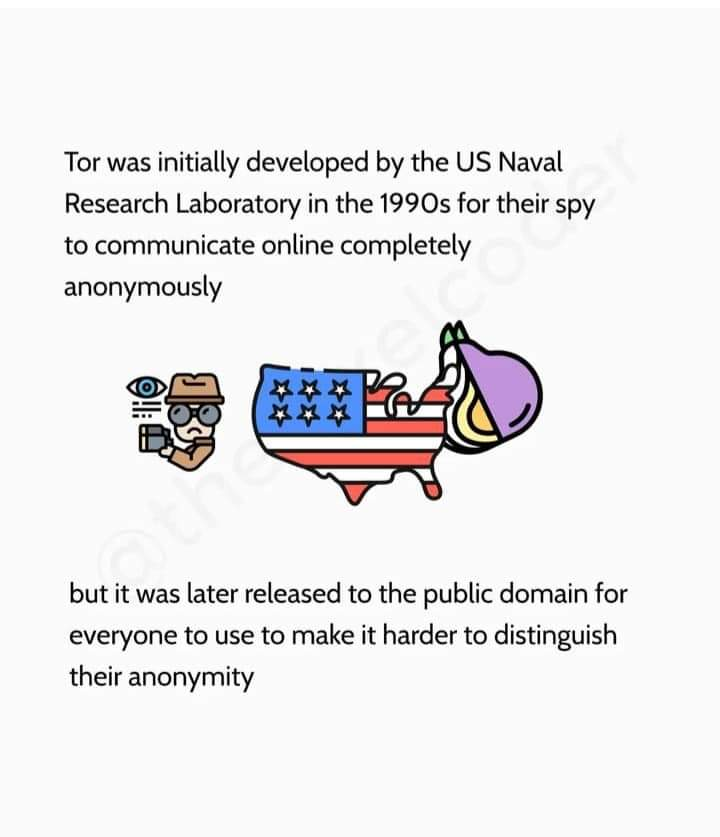 Tor was initially developed by the US Naval
Research Laboratory in the 1990s for their spy
to communicate online completely
anonymously
but it was later released to the public domain for
everyone to use to make it harder to distinguish
their anonymity